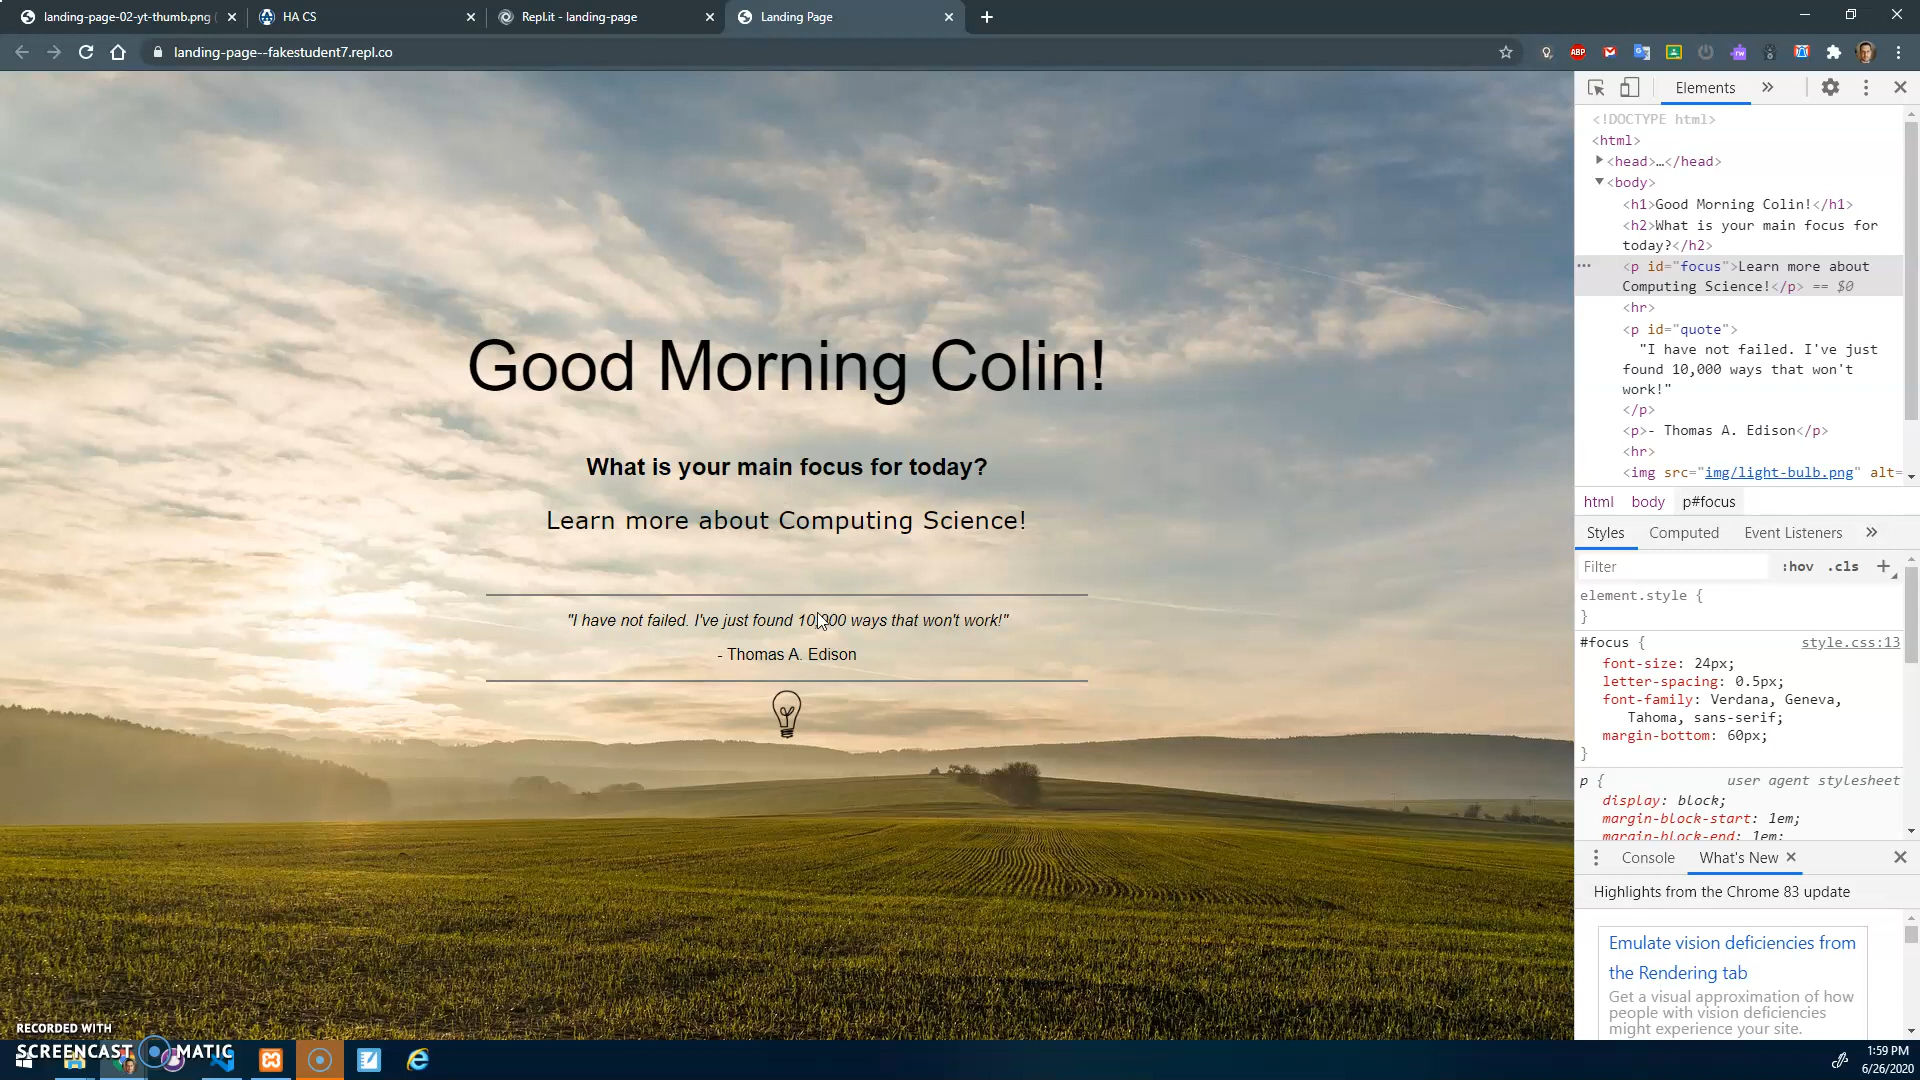 landing-page-02-yt-thumb.png (
HA CS
Repl.it - landing-page
Landing Page
landing-page--fakestudent7.repl.co
ABP
Elements
<!DOCTYPE html>
<html>
<head>…</head>
<body>
<h1>Good Morning Colin!</h1>
<h2>What is your main focus for
today?</h2>
<p id="focus">Learn more about
Computing Science!</p> == $0
<hr>
<p id="quote">
"I have not failed. I've just
found 10,000 ways that won't
work!"
</p>
<p>- Thomas A. Edison</p>
<hr>
<img src="img/light-bulb.png" alt=
html body p#focus
Styles Computed Event Listeners
Filter :hov .cls
element.style {
}
#focus { style.css:13
font-size: 24px;
letter-spacing: 0.5px;
font-family: Verdana, Geneva,
Tahoma, sans-serif;
margin-bottom: 60px;
}
p { user agent stylesheet
display: block;
margin-block-start: 1em;
margin-block-end: 1em;
Console What's New
Highlights from the Chrome 83 update
Emulate vision deficiencies from
the Rendering tab
Get a visual approximation of how
people with vision deficiencies
might experience your site.
Good Morning Colin!
What is your main focus for today?
Learn more about Computing Science!
"I have not failed. I've just found 10,000 ways that won't work!"
- Thomas A. Edison
RECORDED WITH
SCREENCAST MATIC
1:59 PM
6/26/2020